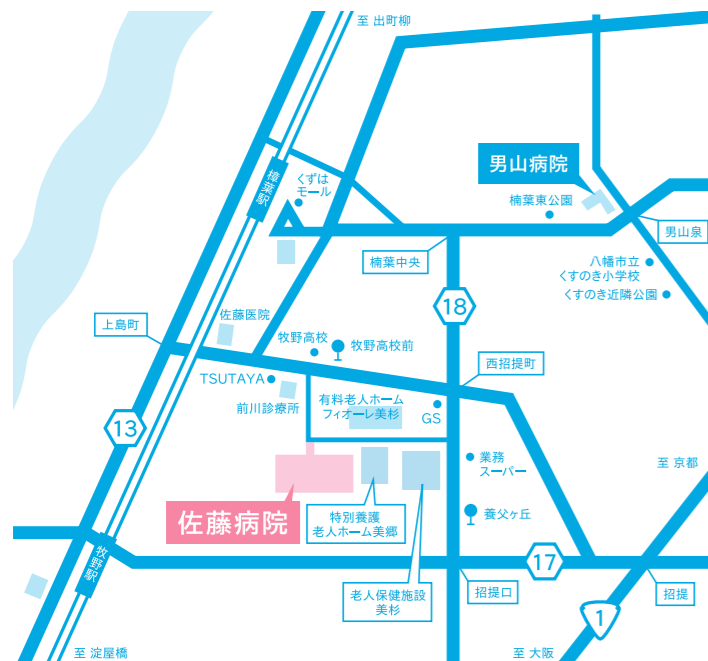 至 出町柳
男山病院
くずは
モール
樟葉駅
楠葉東公園
男山泉
楠葉中央
八幡市立
くすのき小学校
くすのき近隣公園
18
佐藤医院
上島町
牧野高校
牧野高校前
西招提町
TSUTAYA
前川診療所
有料老人ホーム
フィオーレ美杉
GS
13
業務
スーパー
至 京都
佐藤病院
特別養護
老人ホーム美郷
養父ヶ丘
牧野駅
17
老人保健施設
美杉
招提口
招提
1
至 淀屋橋
至 大阪